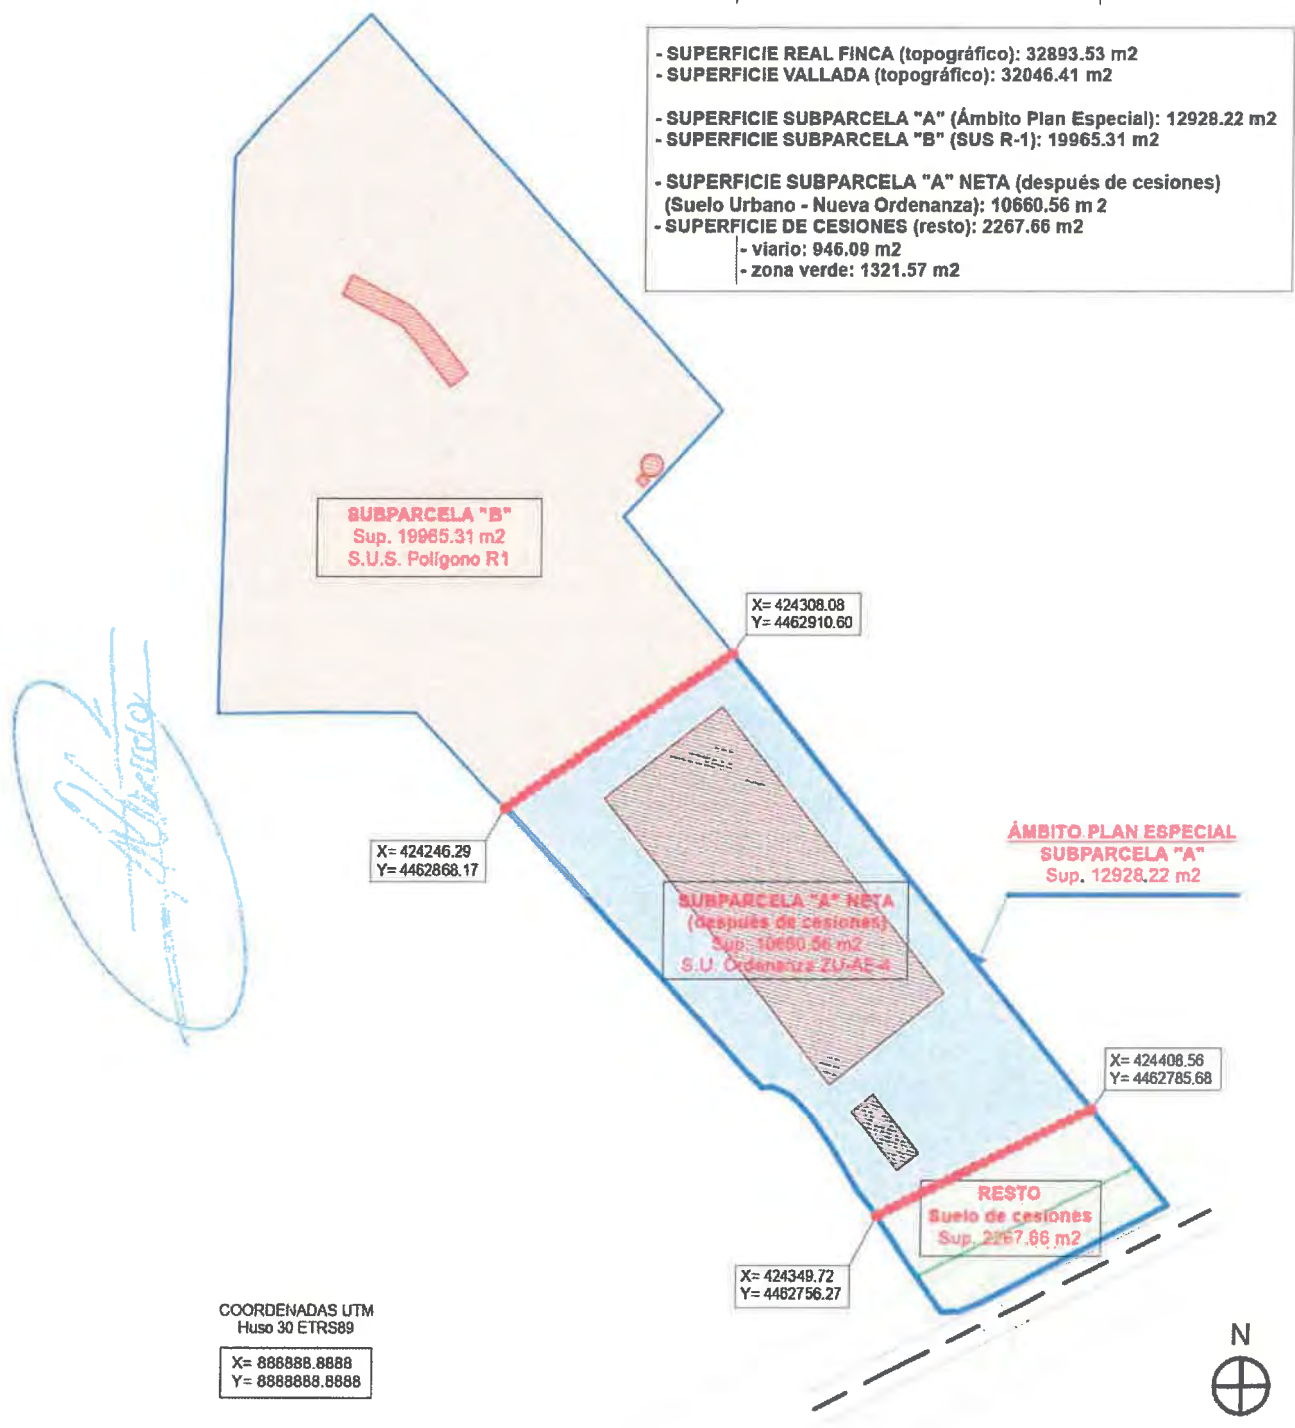 - SUPERFICIE REAL FINCA (topográfico): 32893.53 m2
- SUPERFICIE VALLADA (topográfico): 32046.41 m2
- SUPERFICIE SUBPARCELA "A" (Ámbito Plan Especial): 12928.22 m2
- SUPERFICIE SUBPARCELA "B" (SUS R-1): 19965.31 m2
- SUPERFICIE SUBPARCELA "A" NETA (después de cesiones)
(Suelo Urbano - Nueva Ordenanza): 10660.56 m 2
- SUPERFICIE DE CESIONES (resto): 2267.66 m2
- viario: 946.09 m2
- zona verde: 1321.57 m2
SUBPARCELA "B"
Sup. 19965.31 m2
S.U.S. Polígono R1
X= 424308.08
Y= 4462910.60
X= 424246.29
Y= 4462868.17
ÁMBITO PLAN ESPECIAL
SUBPARCELA "A"
Sup. 12928.22 m2
SUBPARCELA "A" NETA
(después de cesiones)
Sup. 10660.56 m2
S.U. Ordenanza ZU-AE-4
X= 424408.56
Y= 4462785.68
RESTO
Suelo de cesiones
Sup. 2267.66 m2
X= 424349.72
Y= 4462756.27
COORDENADAS UTM
Huso 30 ETRS89
X= 888888.8888
Y= 8888888.8888
N